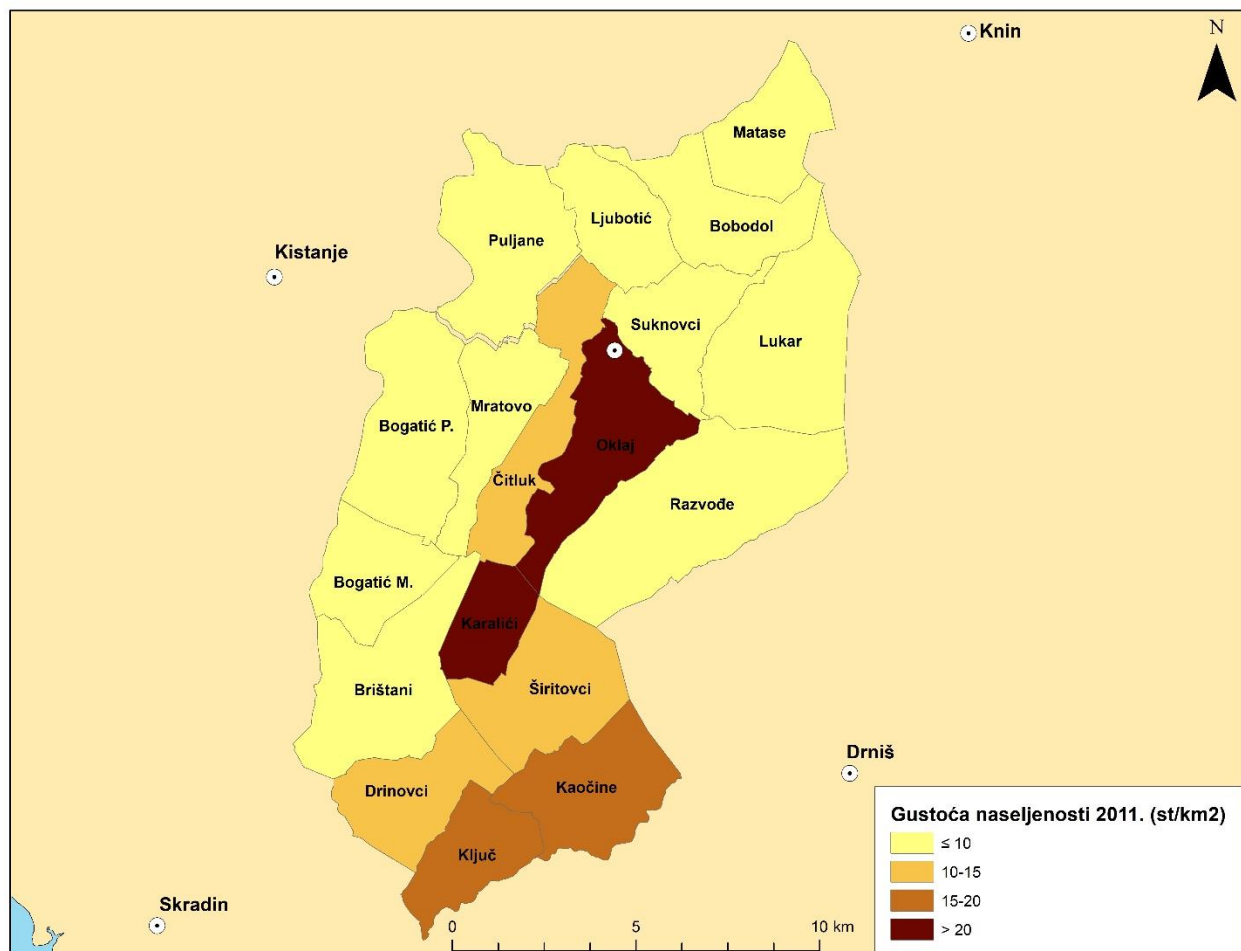 Knin
N
Matase
Ljubotić
Bobodol
Puljane
Kistanje
Suknovci
Lukar
Mratovo
Bogatić P.
Oklaj
Čitluk
Razvođe
Bogatić M.
Karalići
Brištani
Širitovci
Drniš
Kaočine
Drinovci
Ključ
Skradin
0 5 10 km
Gustoća naseljenosti 2011. (st/km2)
≤ 10
10-15
15-20
> 20